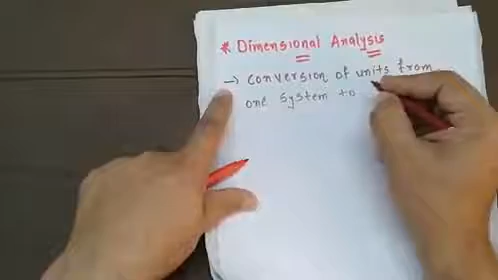 * Dimensional Analysis
→ Conversion of units from
one system to